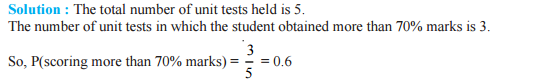 Solution : The total number of unit tests held is 5.
The number of unit tests in which the student obtained more than 70% marks is 3.
So, P(scoring more than 70% marks) = 3/5 = 0.6